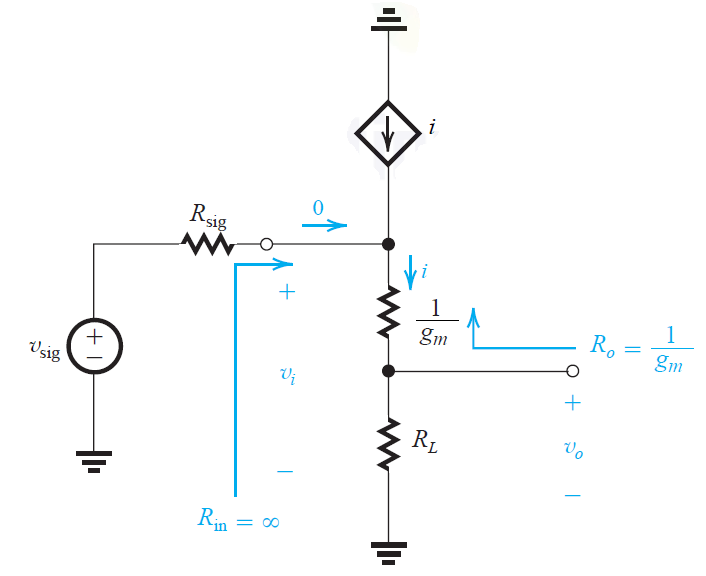 i
R_sig
0
i
+
1/g_m
R_o = 1/g_m
v_sig
+
−
v_i
+
R_L
v_o
−
−
R_in = ∞